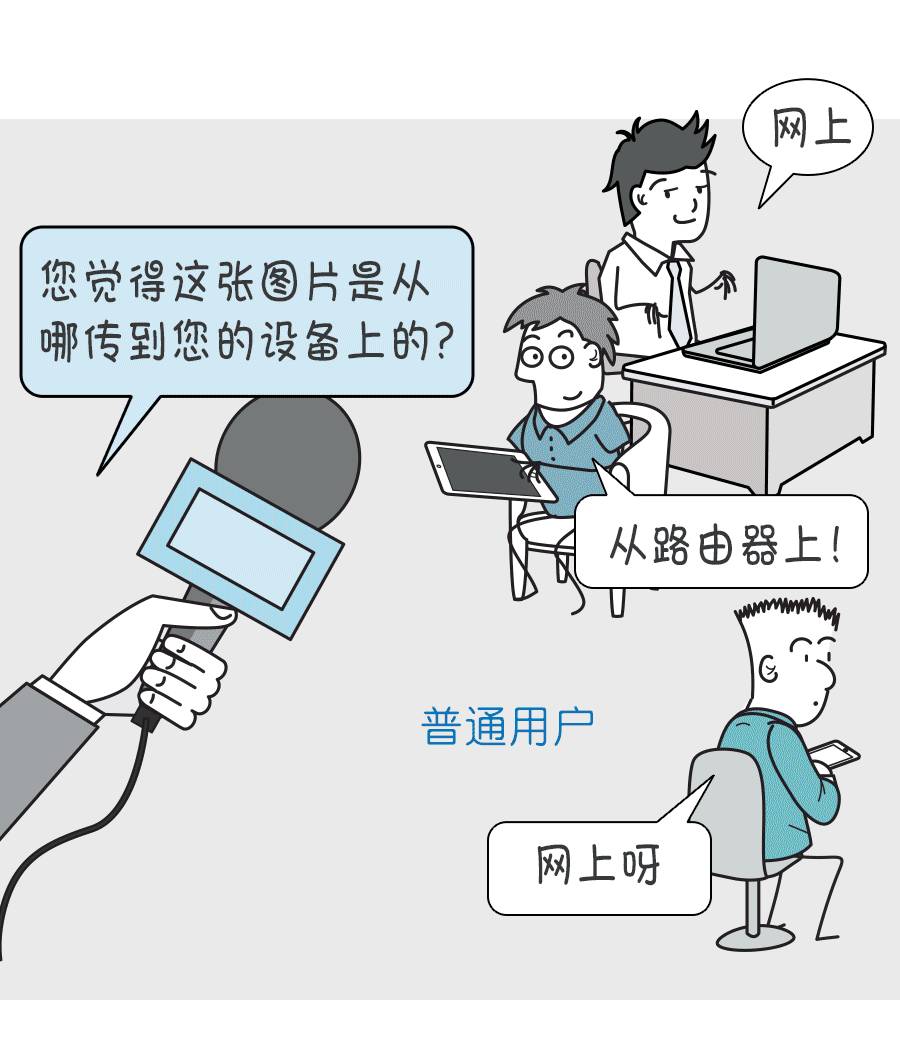 网上
您觉得这张图片是从
哪传到您的设备上的?
从路由器上!
普通用户
网上呀